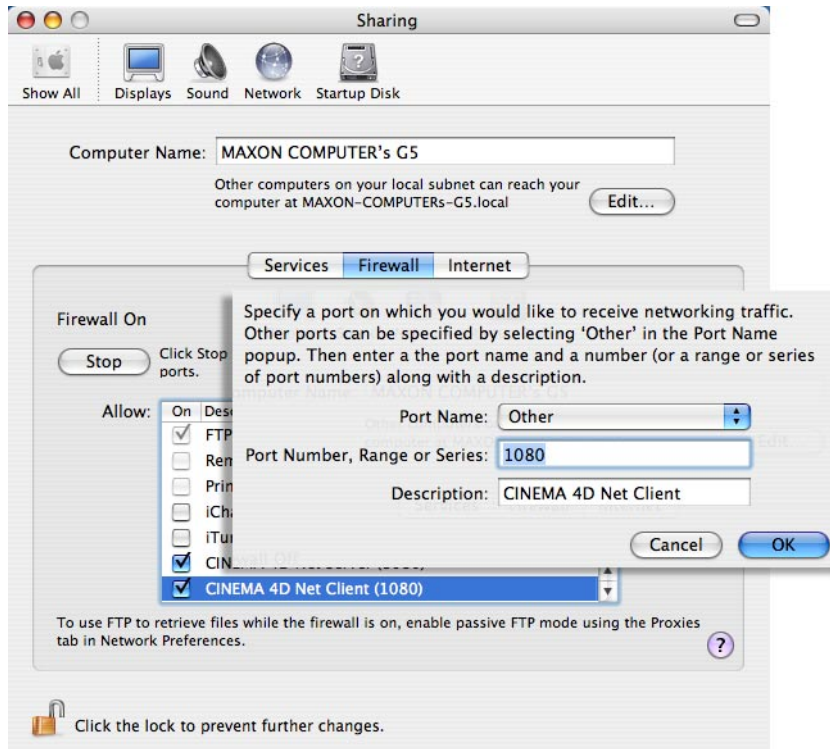 Sharing
Show All Displays Sound Network Startup Disk
Computer Name: MAXON COMPUTER's G5
Other computers on your local subnet can reach your
computer at MAXON-COMPUTERs-G5.local
Edit...
Services Firewall Internet
Firewall On
Stop
Click Stop
ports.
Specify a port on which you would like to receive networking traffic.
Other ports can be specified by selecting 'Other' in the Port Name
popup. Then enter a the port name and a number (or a range or series
of port numbers) along with a description.
Port Name: Other
Port Number, Range or Series: 1080
Description: CINEMA 4D Net Client
Cancel OK
Allow:
On Desc
FTP
Rem
Prin
iCha
iTun
CINEMA 4D Net Client (1080)
To use FTP to retrieve files while the firewall is on, enable passive FTP mode using the Proxies
tab in Network Preferences.
?
Click the lock to prevent further changes.